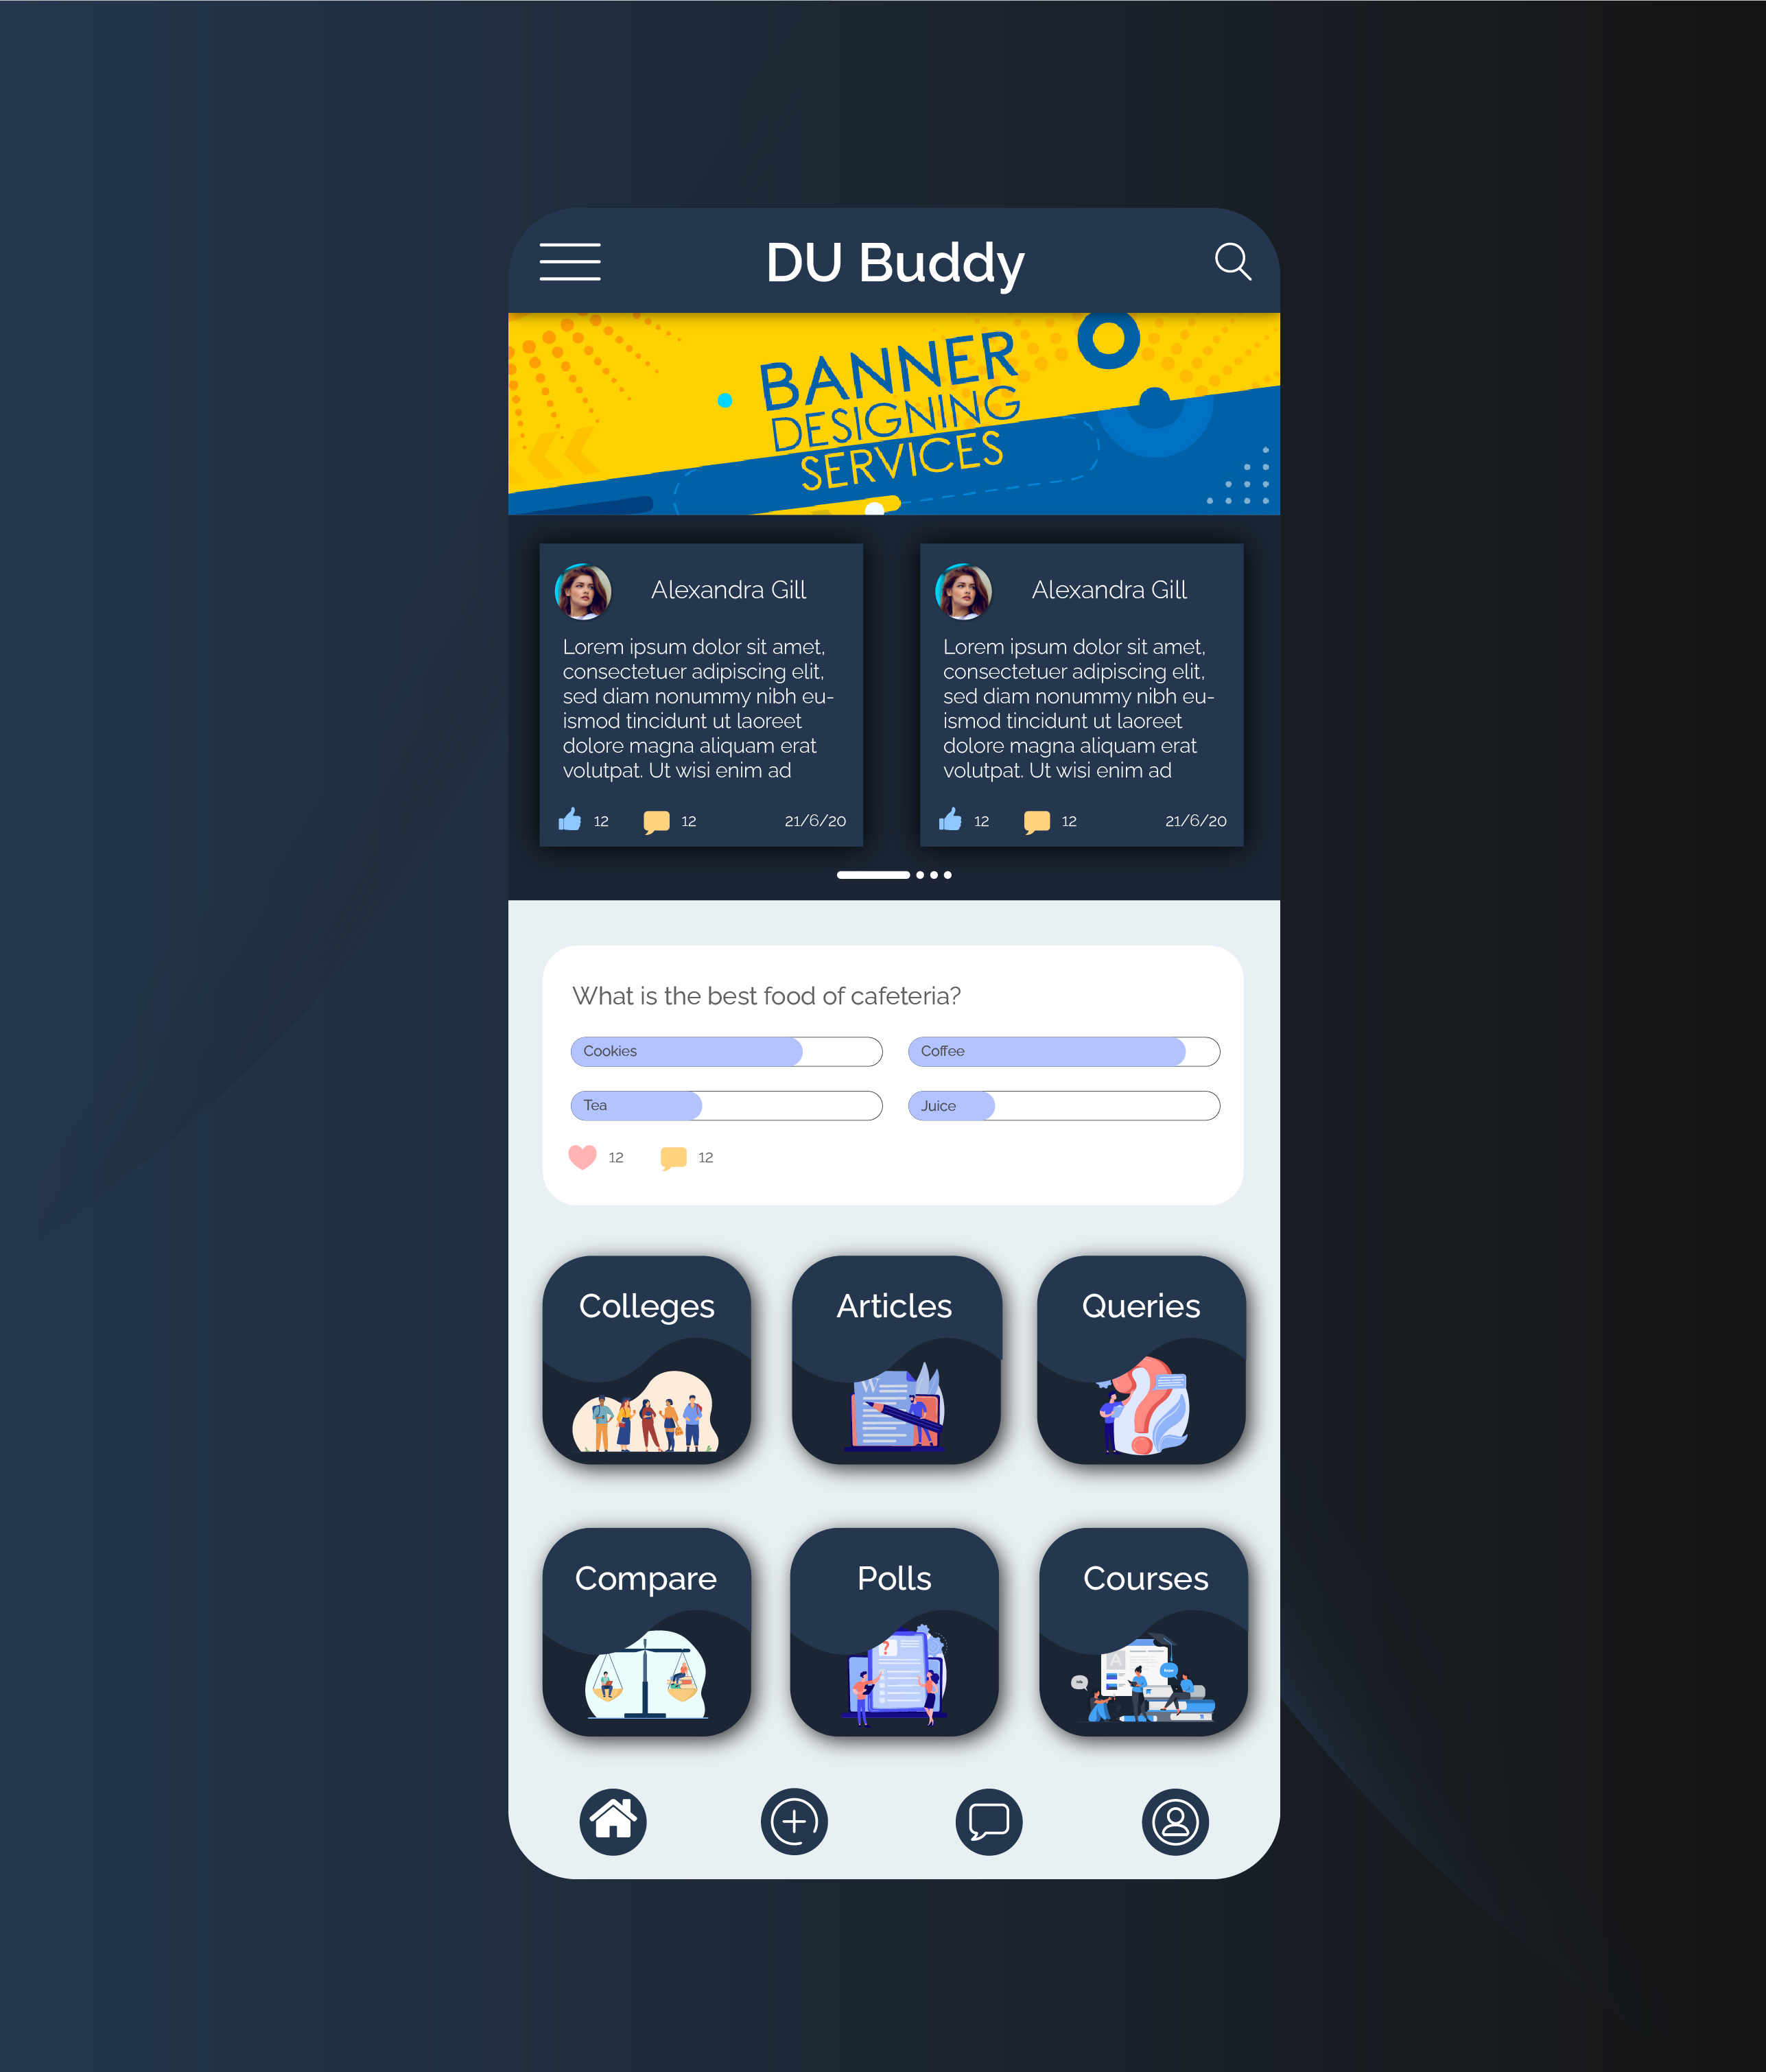 DU Buddy
BANNER
DESIGNING
SERVICES
Alexandra Gill
Lorem ipsum dolor sit amet,
consectetuer adipiscing elit,
sed diam nonummy nibh eu-
ismod tincidunt ut laoreet
dolore magna aliquam erat
volutpat. Ut wisi enim ad
12 12 21/6/20
Alexandra Gill
Lorem ipsum dolor sit amet,
consectetuer adipiscing elit,
sed diam nonummy nibh eu-
ismod tincidunt ut laoreet
dolore magna aliquam erat
volutpat. Ut wisi enim ad
12 12 21/6/20
What is the best food of cafeteria?
Cookies
Coffee
Tea
Juice
12 12
Colleges
Articles
W
Queries
?
Compare
Polls
?
Courses
A